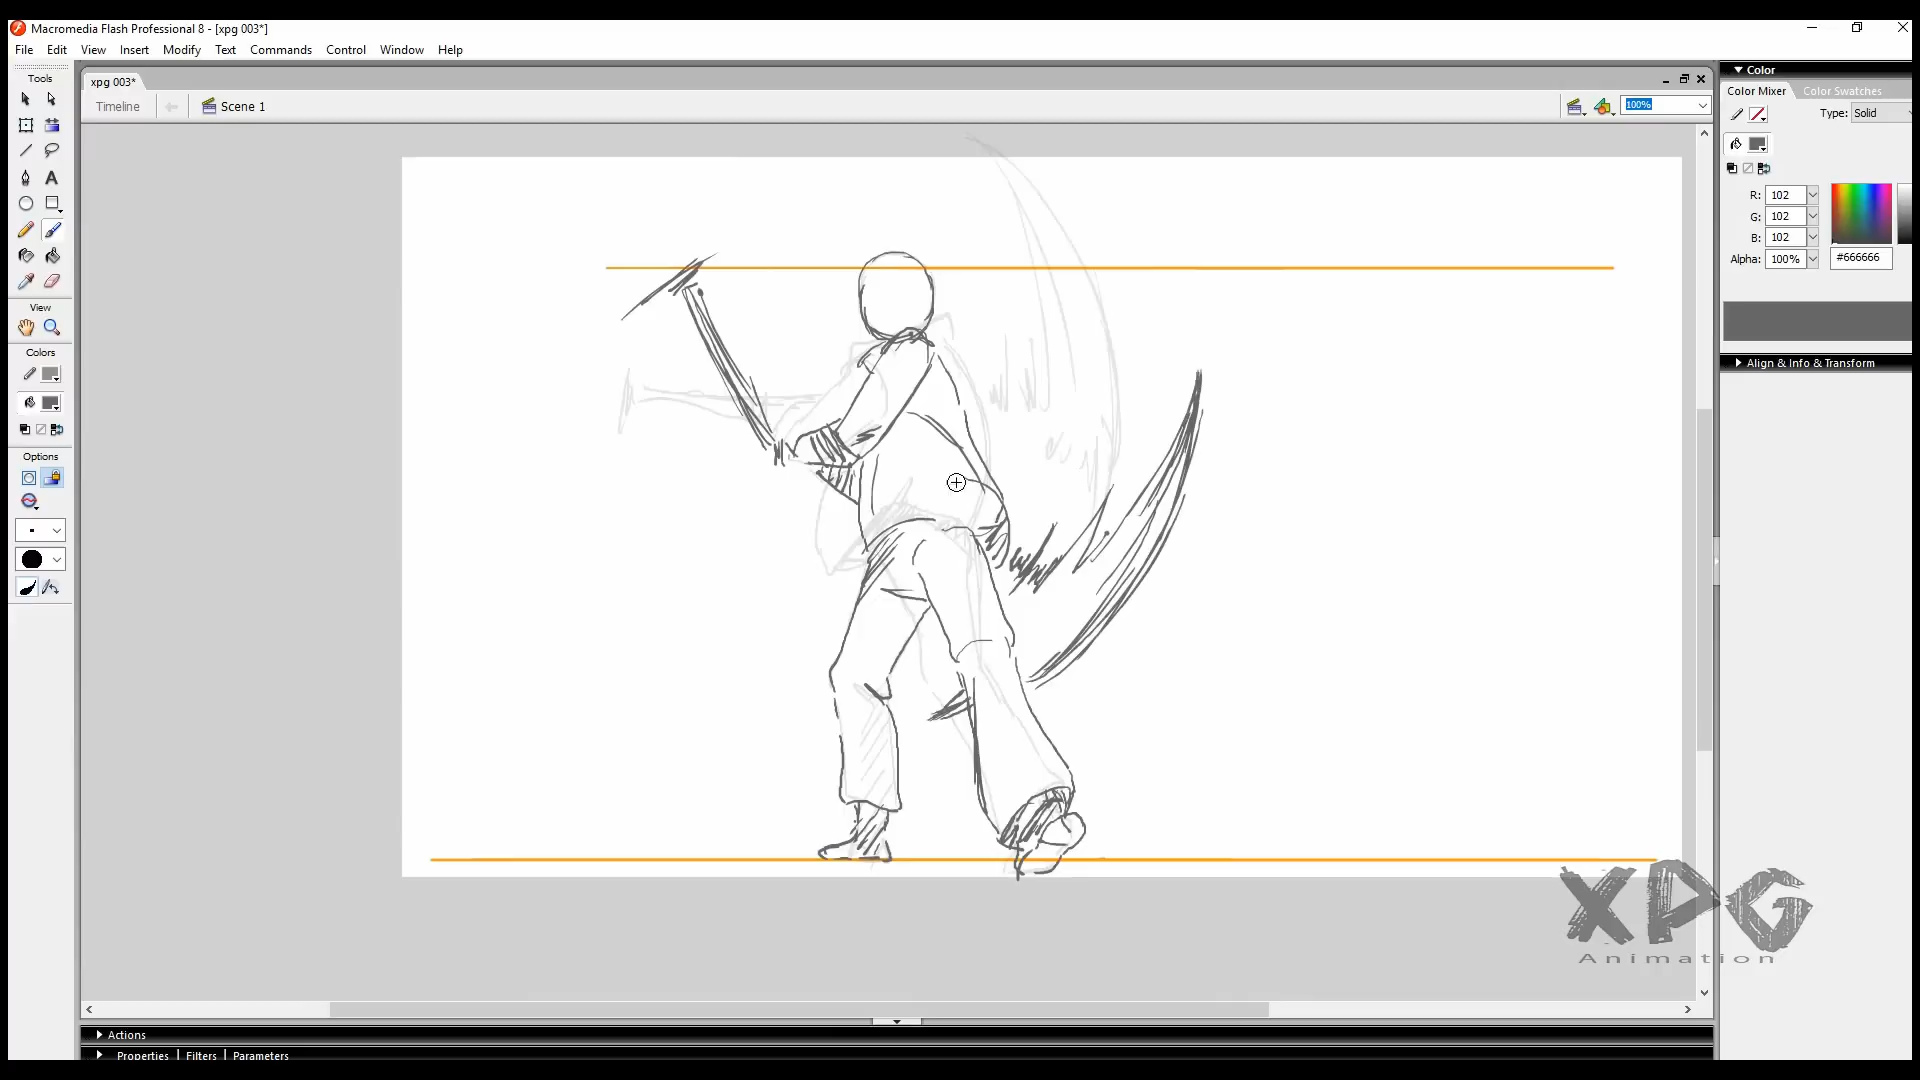 Macromedia Flash Professional 8 - [xpg 003*]
File Edit View Insert Modify Text Commands Control Window Help
Tools
xpg 003*
Timeline
Scene 1
100%
Color
Color Mixer
Color Swatches
Type: Solid
R: 102
G: 102
B: 102
Alpha: 100%
#666666
Align & Info & Transform
View
Colors
Options
XPG
Animation
Actions
Properties | Filters | Parameters